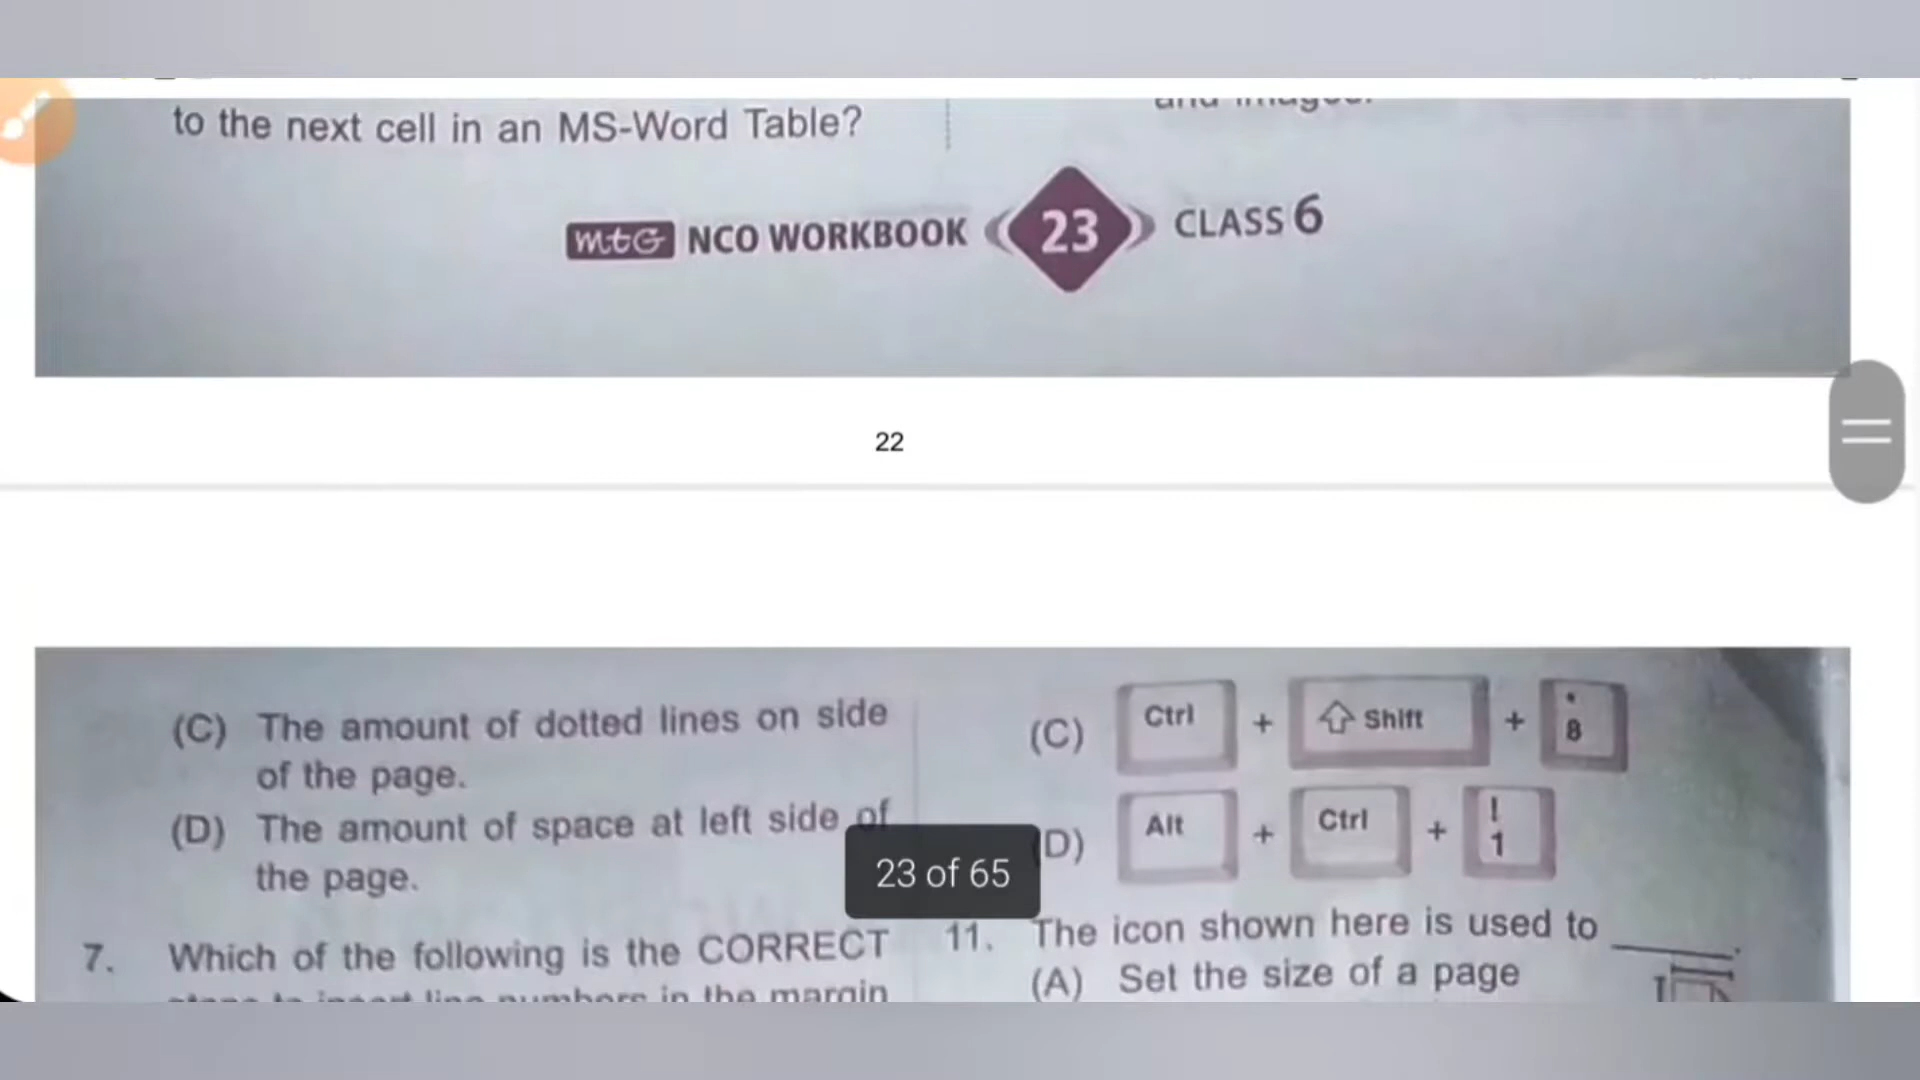 to the next cell in an MS-Word Table?
mtG NCO WORKBOOK 23 CLASS 6
22
(C) The amount of dotted lines on side
of the page.
(D) The amount of space at left side of
the page.
7. Which of the following is the CORRECT
(C) Ctrl + Shift + * 8
D) Alt + Ctrl + ! 1
11. The icon shown here is used to ______.
(A) Set the size of a page
23 of 65